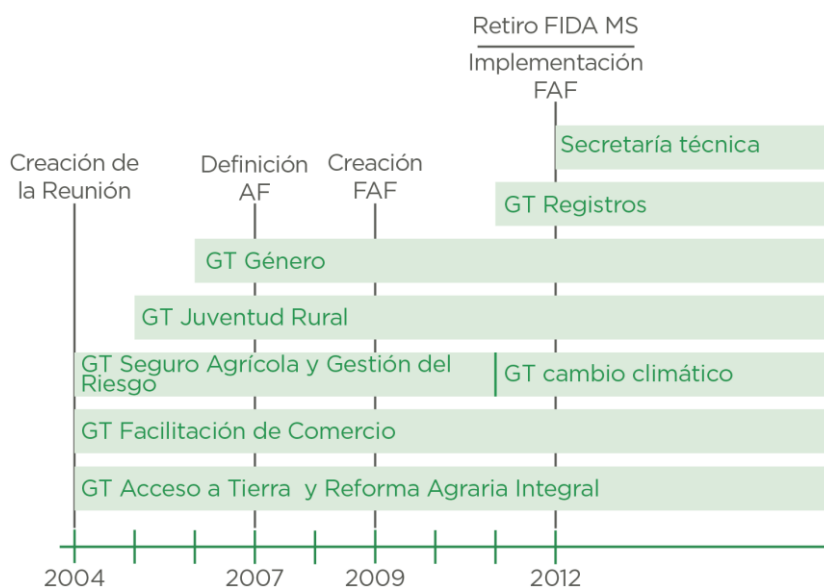 Retiro FIDA MS
Implementación
FAF
Secretaría técnica
Creación de
la Reunión
Definición
AF
Creación
FAF
GT Registros
GT Género
GT Juventud Rural
GT Seguro Agrícola y Gestión del
Riesgo
GT cambio climático
GT Facilitación de Comercio
GT Acceso a Tierra y Reforma Agraria Integral
2004
2007
2009
2012